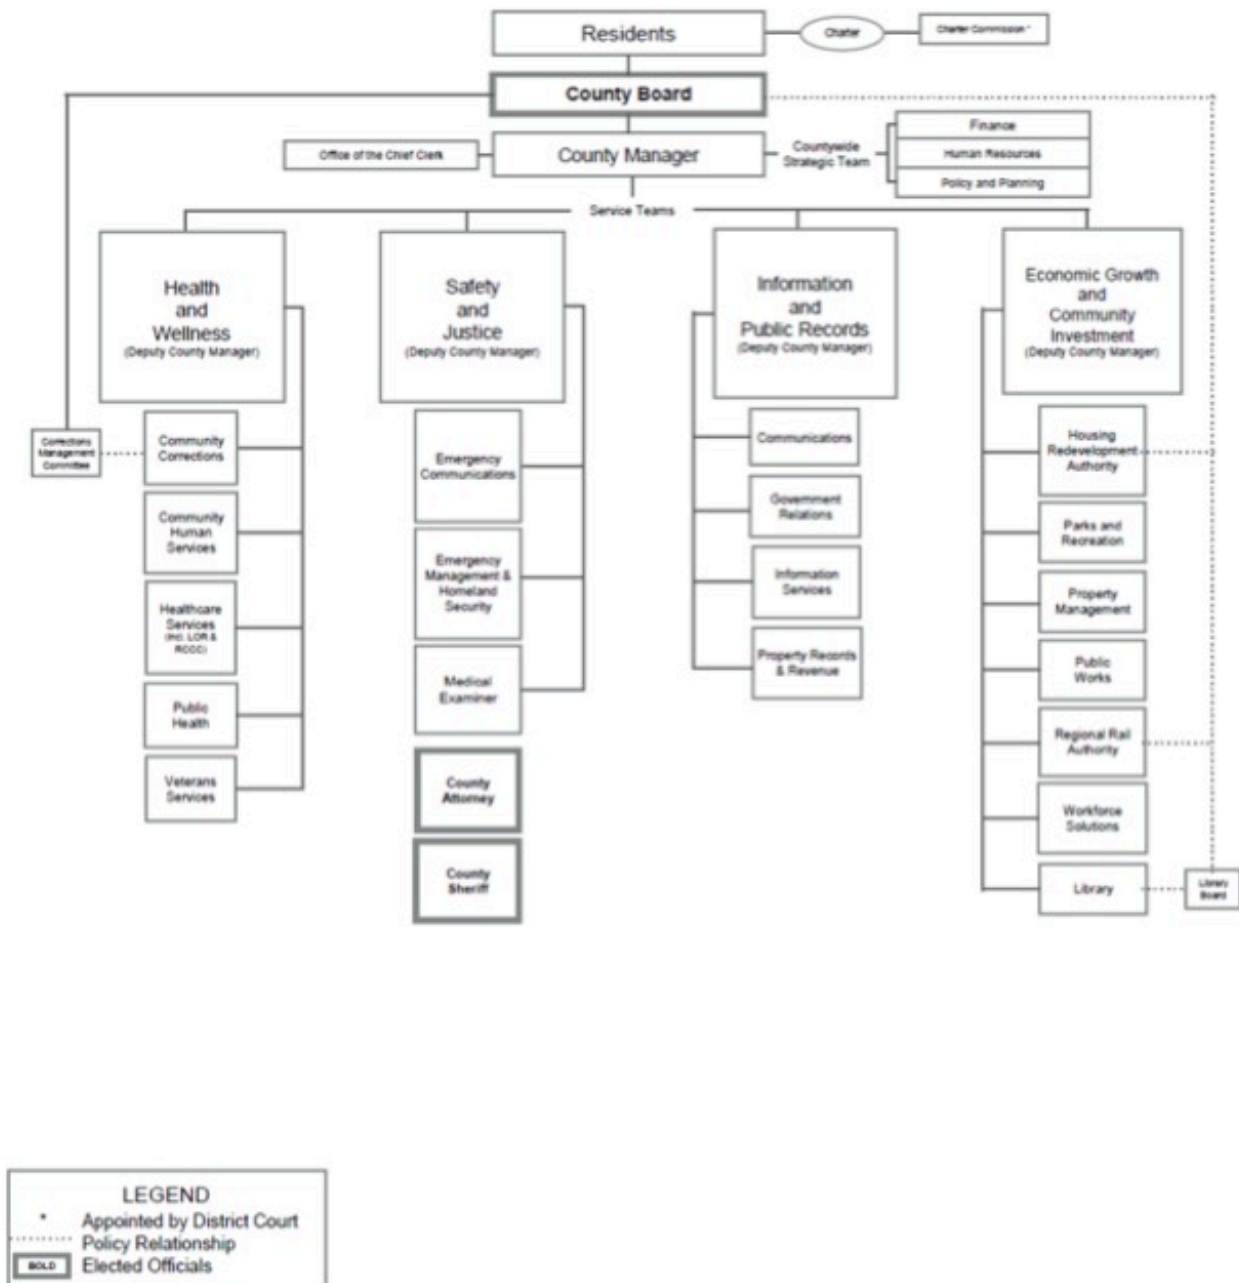 Residents
Charter
Charter Commission *
County Board
Office of the Chief Clerk
County Manager
Countywide
Strategic Team
Finance
Human Resources
Policy and Planning
Service Teams
Health
and
Wellness
(Deputy County Manager)
Safety
and
Justice
(Deputy County Manager)
Information
and
Public Records
(Deputy County Manager)
Economic Growth
and
Community
Investment
(Deputy County Manager)
Corrections
Management
Committee
Community
Corrections
Community
Human
Services
Healthcare
Services
(incl. LOR &
RCCC)
Public
Health
Veterans
Services
Emergency
Communications
Emergency
Management &
Homeland
Security
Medical
Examiner
County
Attorney
County
Sheriff
Communications
Government
Relations
Information
Services
Property Records
& Revenue
Housing
Redevelopment
Authority
Parks and
Recreation
Property
Management
Public
Works
Regional Rail
Authority
Workforce
Solutions
Library
Library
Board
LEGEND
* Appointed by District Court
Policy Relationship
BOLD Elected Officials